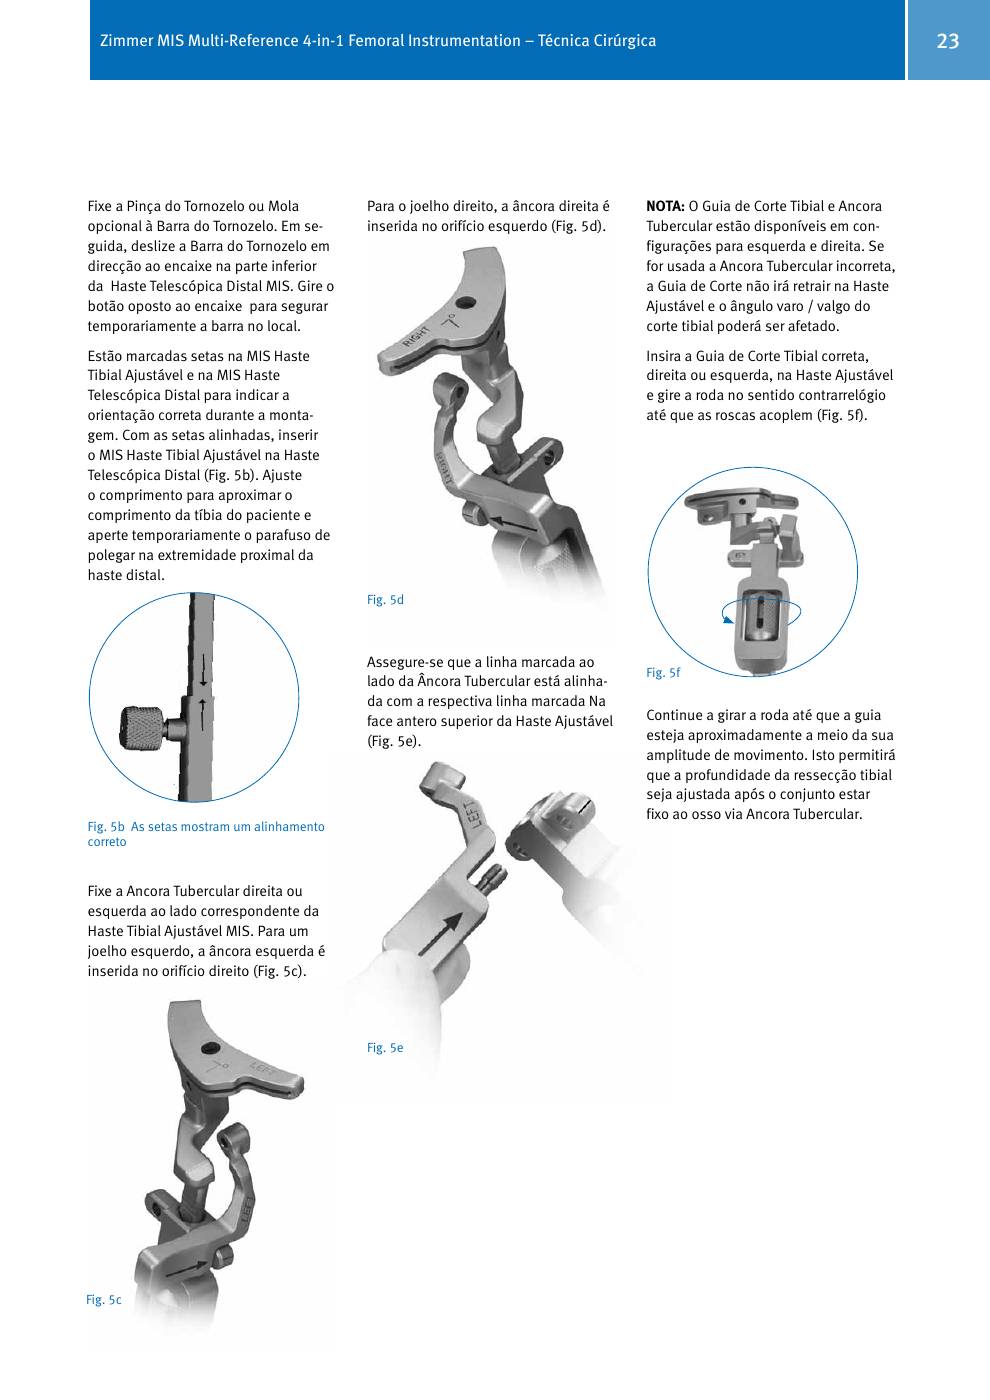 Zimmer MIS Multi-Reference 4-in-1 Femoral Instrumentation – Técnica Cirúrgica
23
Fixe a Pinça do Tornozelo ou Mola
opcional à Barra do Tornozelo. Em se-
guida, deslize a Barra do Tornozelo em
direcção ao encaixe na parte inferior
da Haste Telescópica Distal MIS. Gire o
botão oposto ao encaixe para segurar
temporariamente a barra no local.
Estão marcadas setas na MIS Haste
Tibial Ajustável e na MIS Haste
Telescópica Distal para indicar a
orientação correta durante a monta-
gem. Com as setas alinhadas, inserir
o MIS Haste Tibial Ajustável na Haste
Telescópica Distal (Fig. 5b). Ajuste
o comprimento para aproximar o
comprimento da tíbia do paciente e
aperte temporariamente o parafuso de
polegar na extremidade proximal da
haste distal.
Fig. 5b As setas mostram um alinhamento
correto
Fixe a Ancora Tubercular direita ou
esquerda ao lado correspondente da
Haste Tibial Ajustável MIS. Para um
joelho esquerdo, a âncora esquerda é
inserida no orifício direito (Fig. 5c).
7°
LEFT
LEFT
Fig. 5c
Para o joelho direito, a âncora direita é
inserida no orifício esquerdo (Fig. 5d).
RIGHT
7°
RIGHT
Fig. 5d
Assegure-se que a linha marcada ao
lado da Âncora Tubercular está alinha-
da com a respectiva linha marcada Na
face antero superior da Haste Ajustável
(Fig. 5e).
LEFT
Fig. 5e
NOTA: O Guia de Corte Tibial e Ancora
Tubercular estão disponíveis em con-
figurações para esquerda e direita. Se
for usada a Ancora Tubercular incorreta,
a Guia de Corte não irá retrair na Haste
Ajustável e o ângulo varo / valgo do
corte tibial poderá ser afetado.
Insira a Guia de Corte Tibial correta,
direita ou esquerda, na Haste Ajustável
e gire a roda no sentido contrarrelógio
até que as roscas acoplem (Fig. 5f).
Fig. 5f
Continue a girar a roda até que a guia
esteja aproximadamente a meio da sua
amplitude de movimento. Isto permitirá
que a profundidade da ressecção tibial
seja ajustada após o conjunto estar
fixo ao osso via Ancora Tubercular.